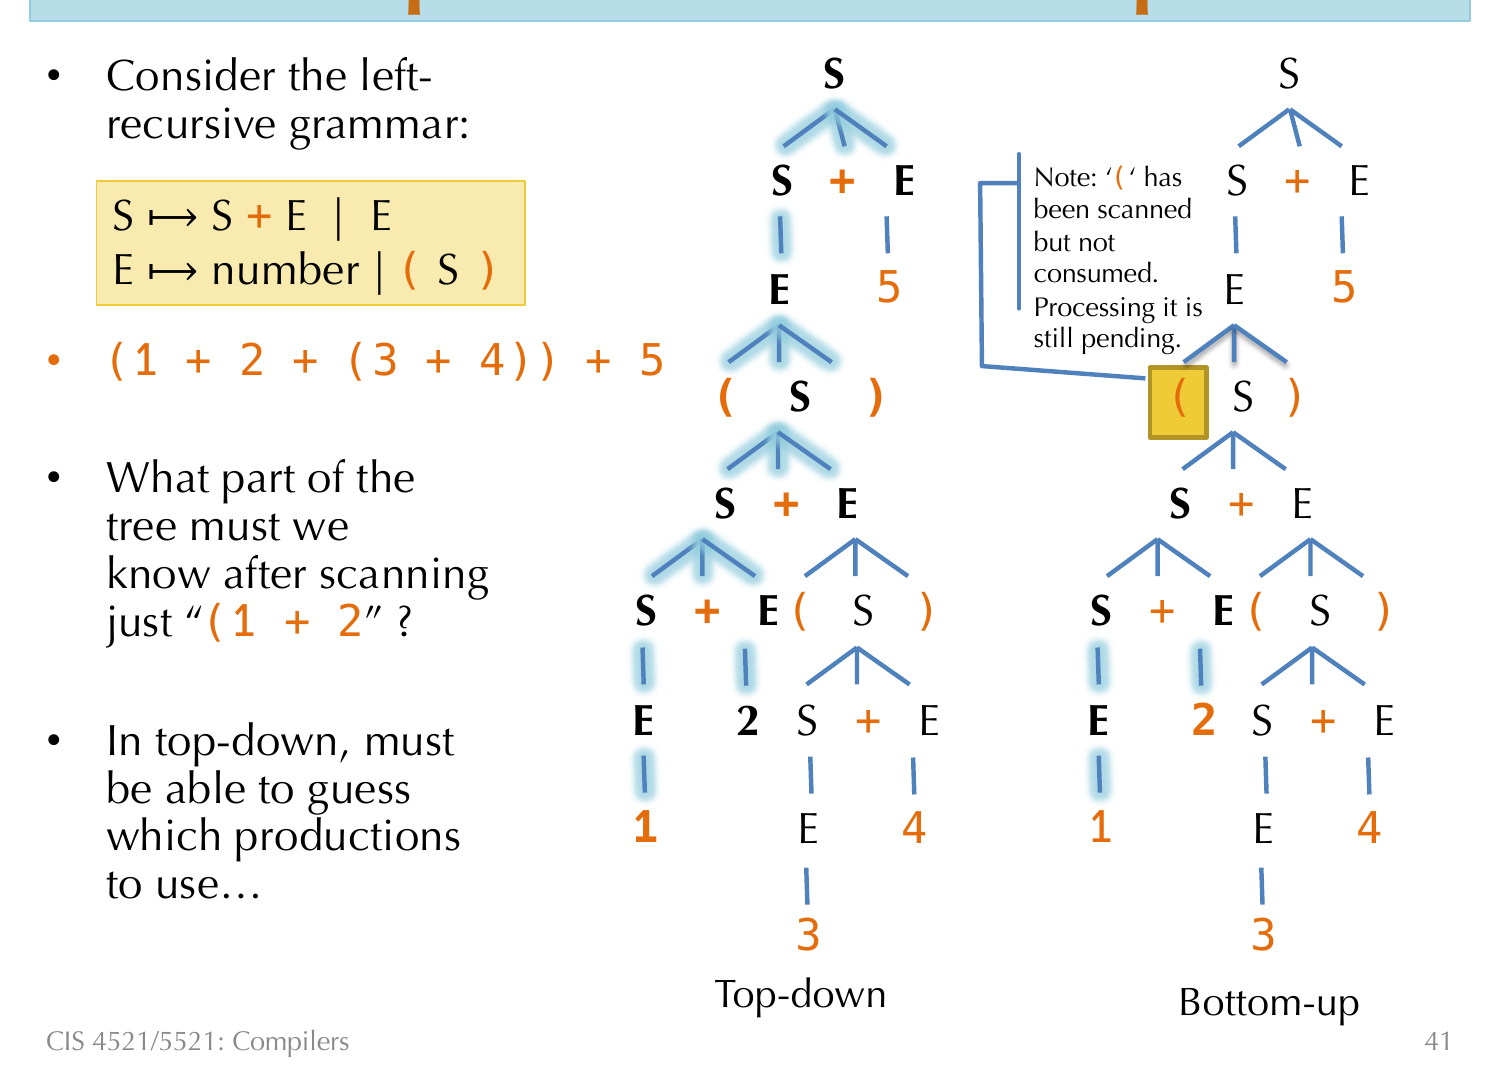 • Consider the left-
recursive grammar:
S ⟼ S + E | E
E ⟼ number | ( S )
• (1 + 2 + (3 + 4)) + 5
• What part of the
tree must we
know after scanning
just “(1 + 2” ?
• In top-down, must
be able to guess
which productions
to use…
S
S + E
E 5
( S )
S + E
S + E ( S )
E 2 S + E
1 E 4
3
Top-down
Note: ‘( ‘ has
been scanned
but not
consumed.
Processing it is
still pending.
S
S + E
E 5
( S )
S + E
S + E ( S )
E 2 S + E
1 E 4
3
Bottom-up
CIS 4521/5521: Compilers
41